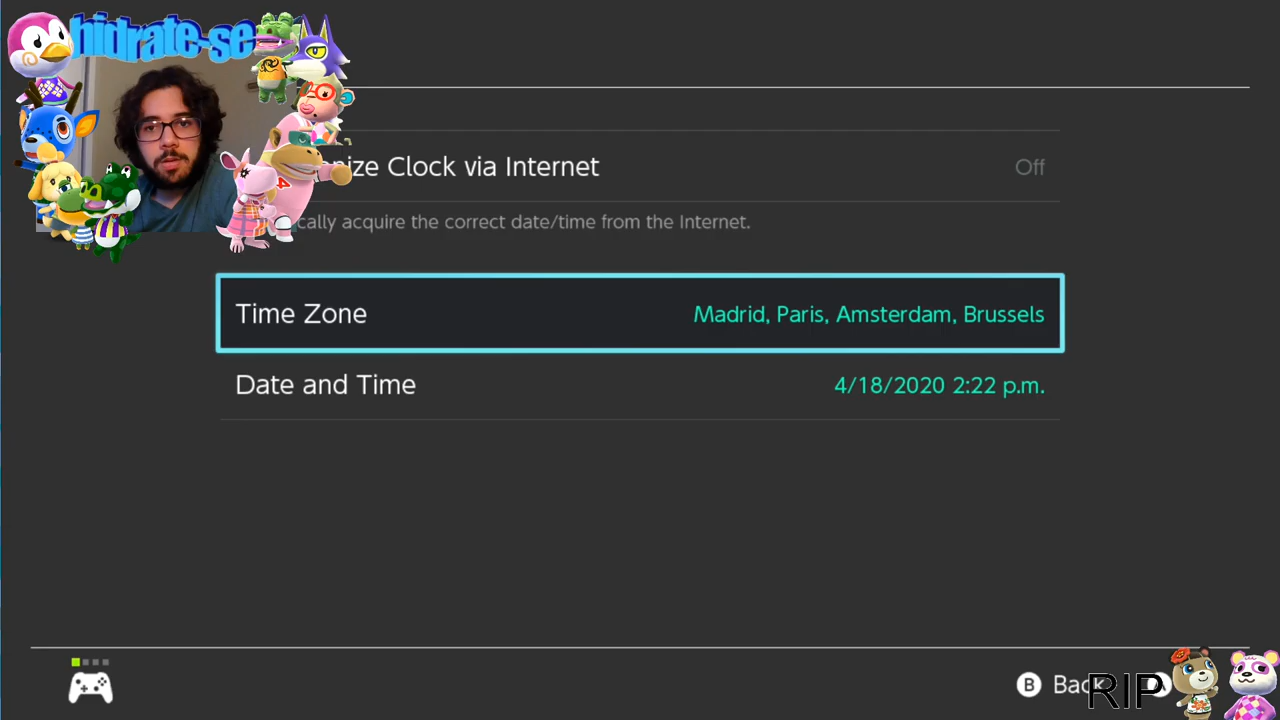 hidrate-se
nize Clock via Internet Off
cally acquire the correct date/time from the Internet.
Time Zone Madrid, Paris, Amsterdam, Brussels
Date and Time 4/18/2020 2:22 p.m.
B Back A
RIP